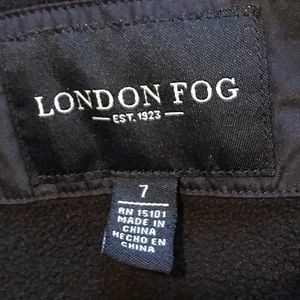 LONDON FOG
EST. 1923
7
RN 15101
MADE IN
CHINA
HECHO EN
CHINA